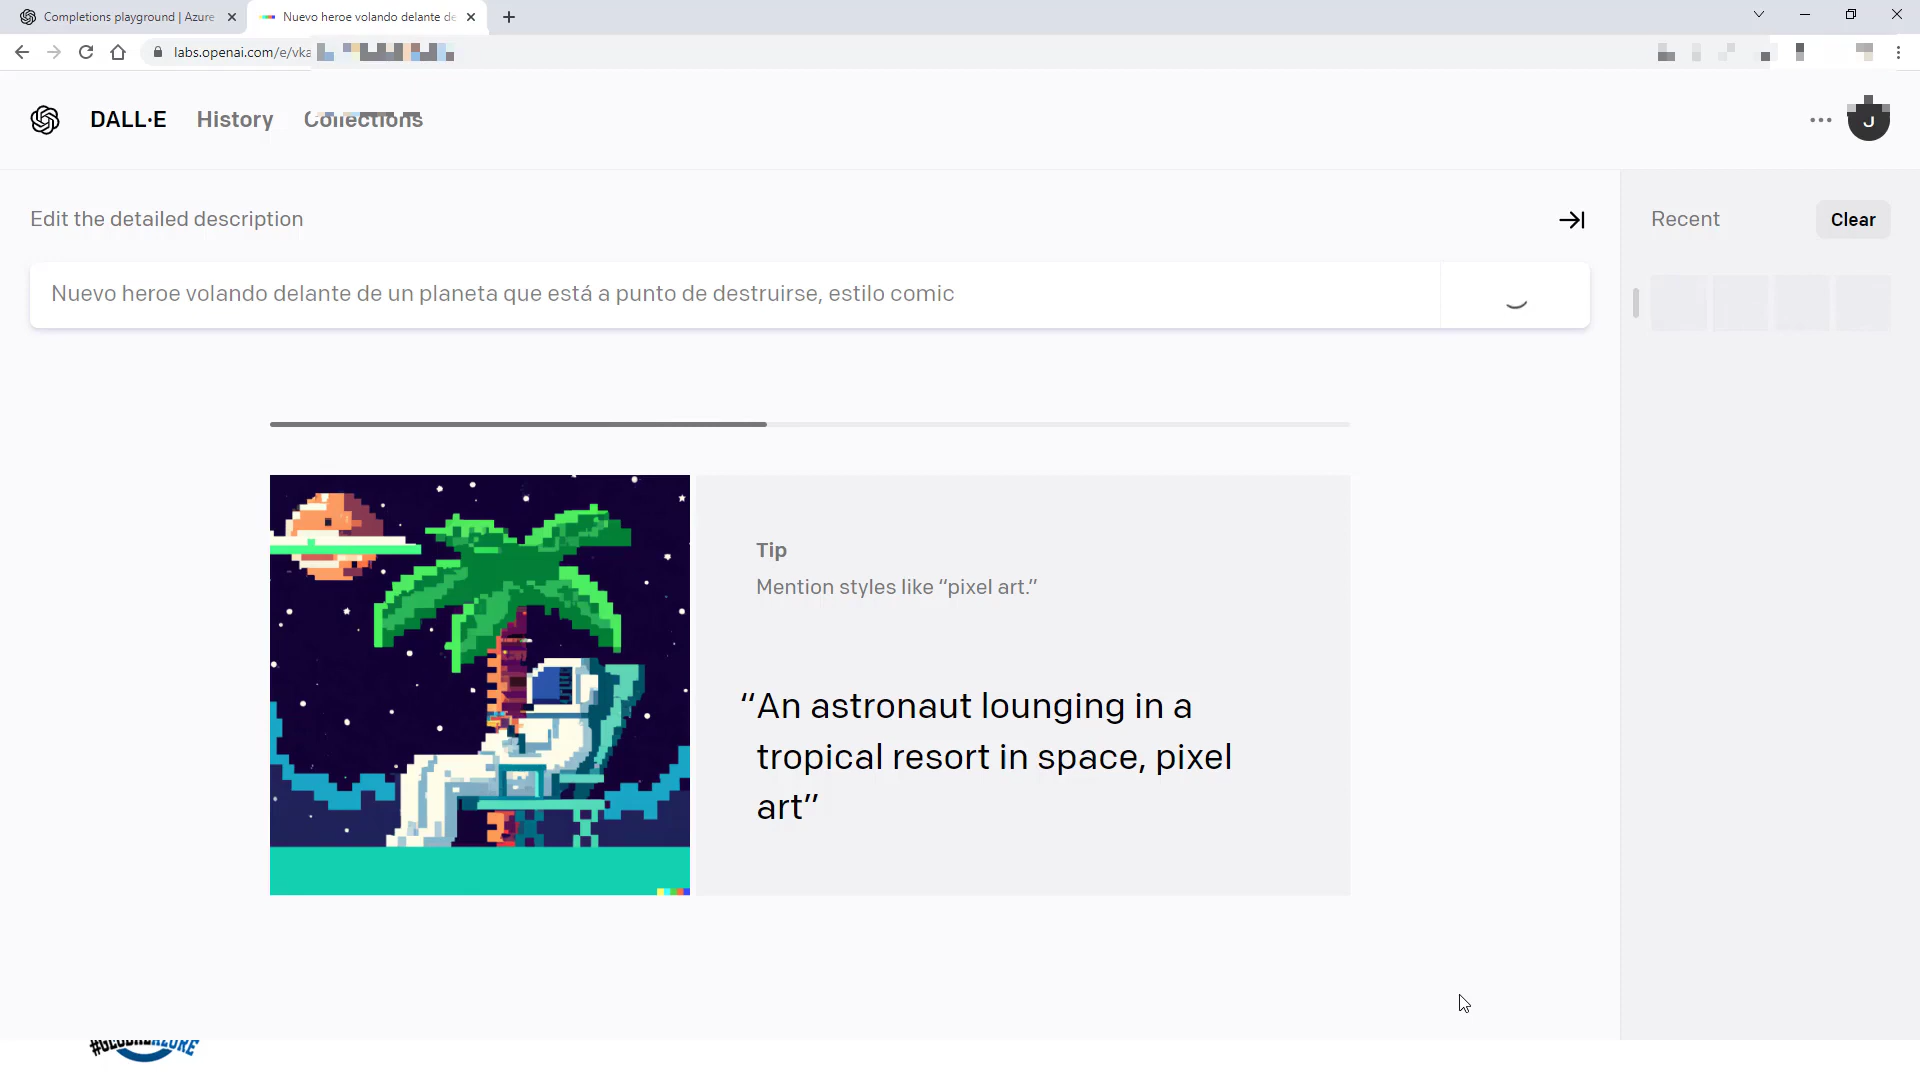 Completions playground | Azure
Nuevo heroe volando delante de
labs.openai.com/e/vka
DALL·E
History
Collections
J
Edit the detailed description
Recent
Clear
Nuevo heroe volando delante de un planeta que está a punto de destruirse, estilo comic
Tip
Mention styles like “pixel art.”
“An astronaut lounging in a
tropical resort in space, pixel
art”
#GLOBALAZURE